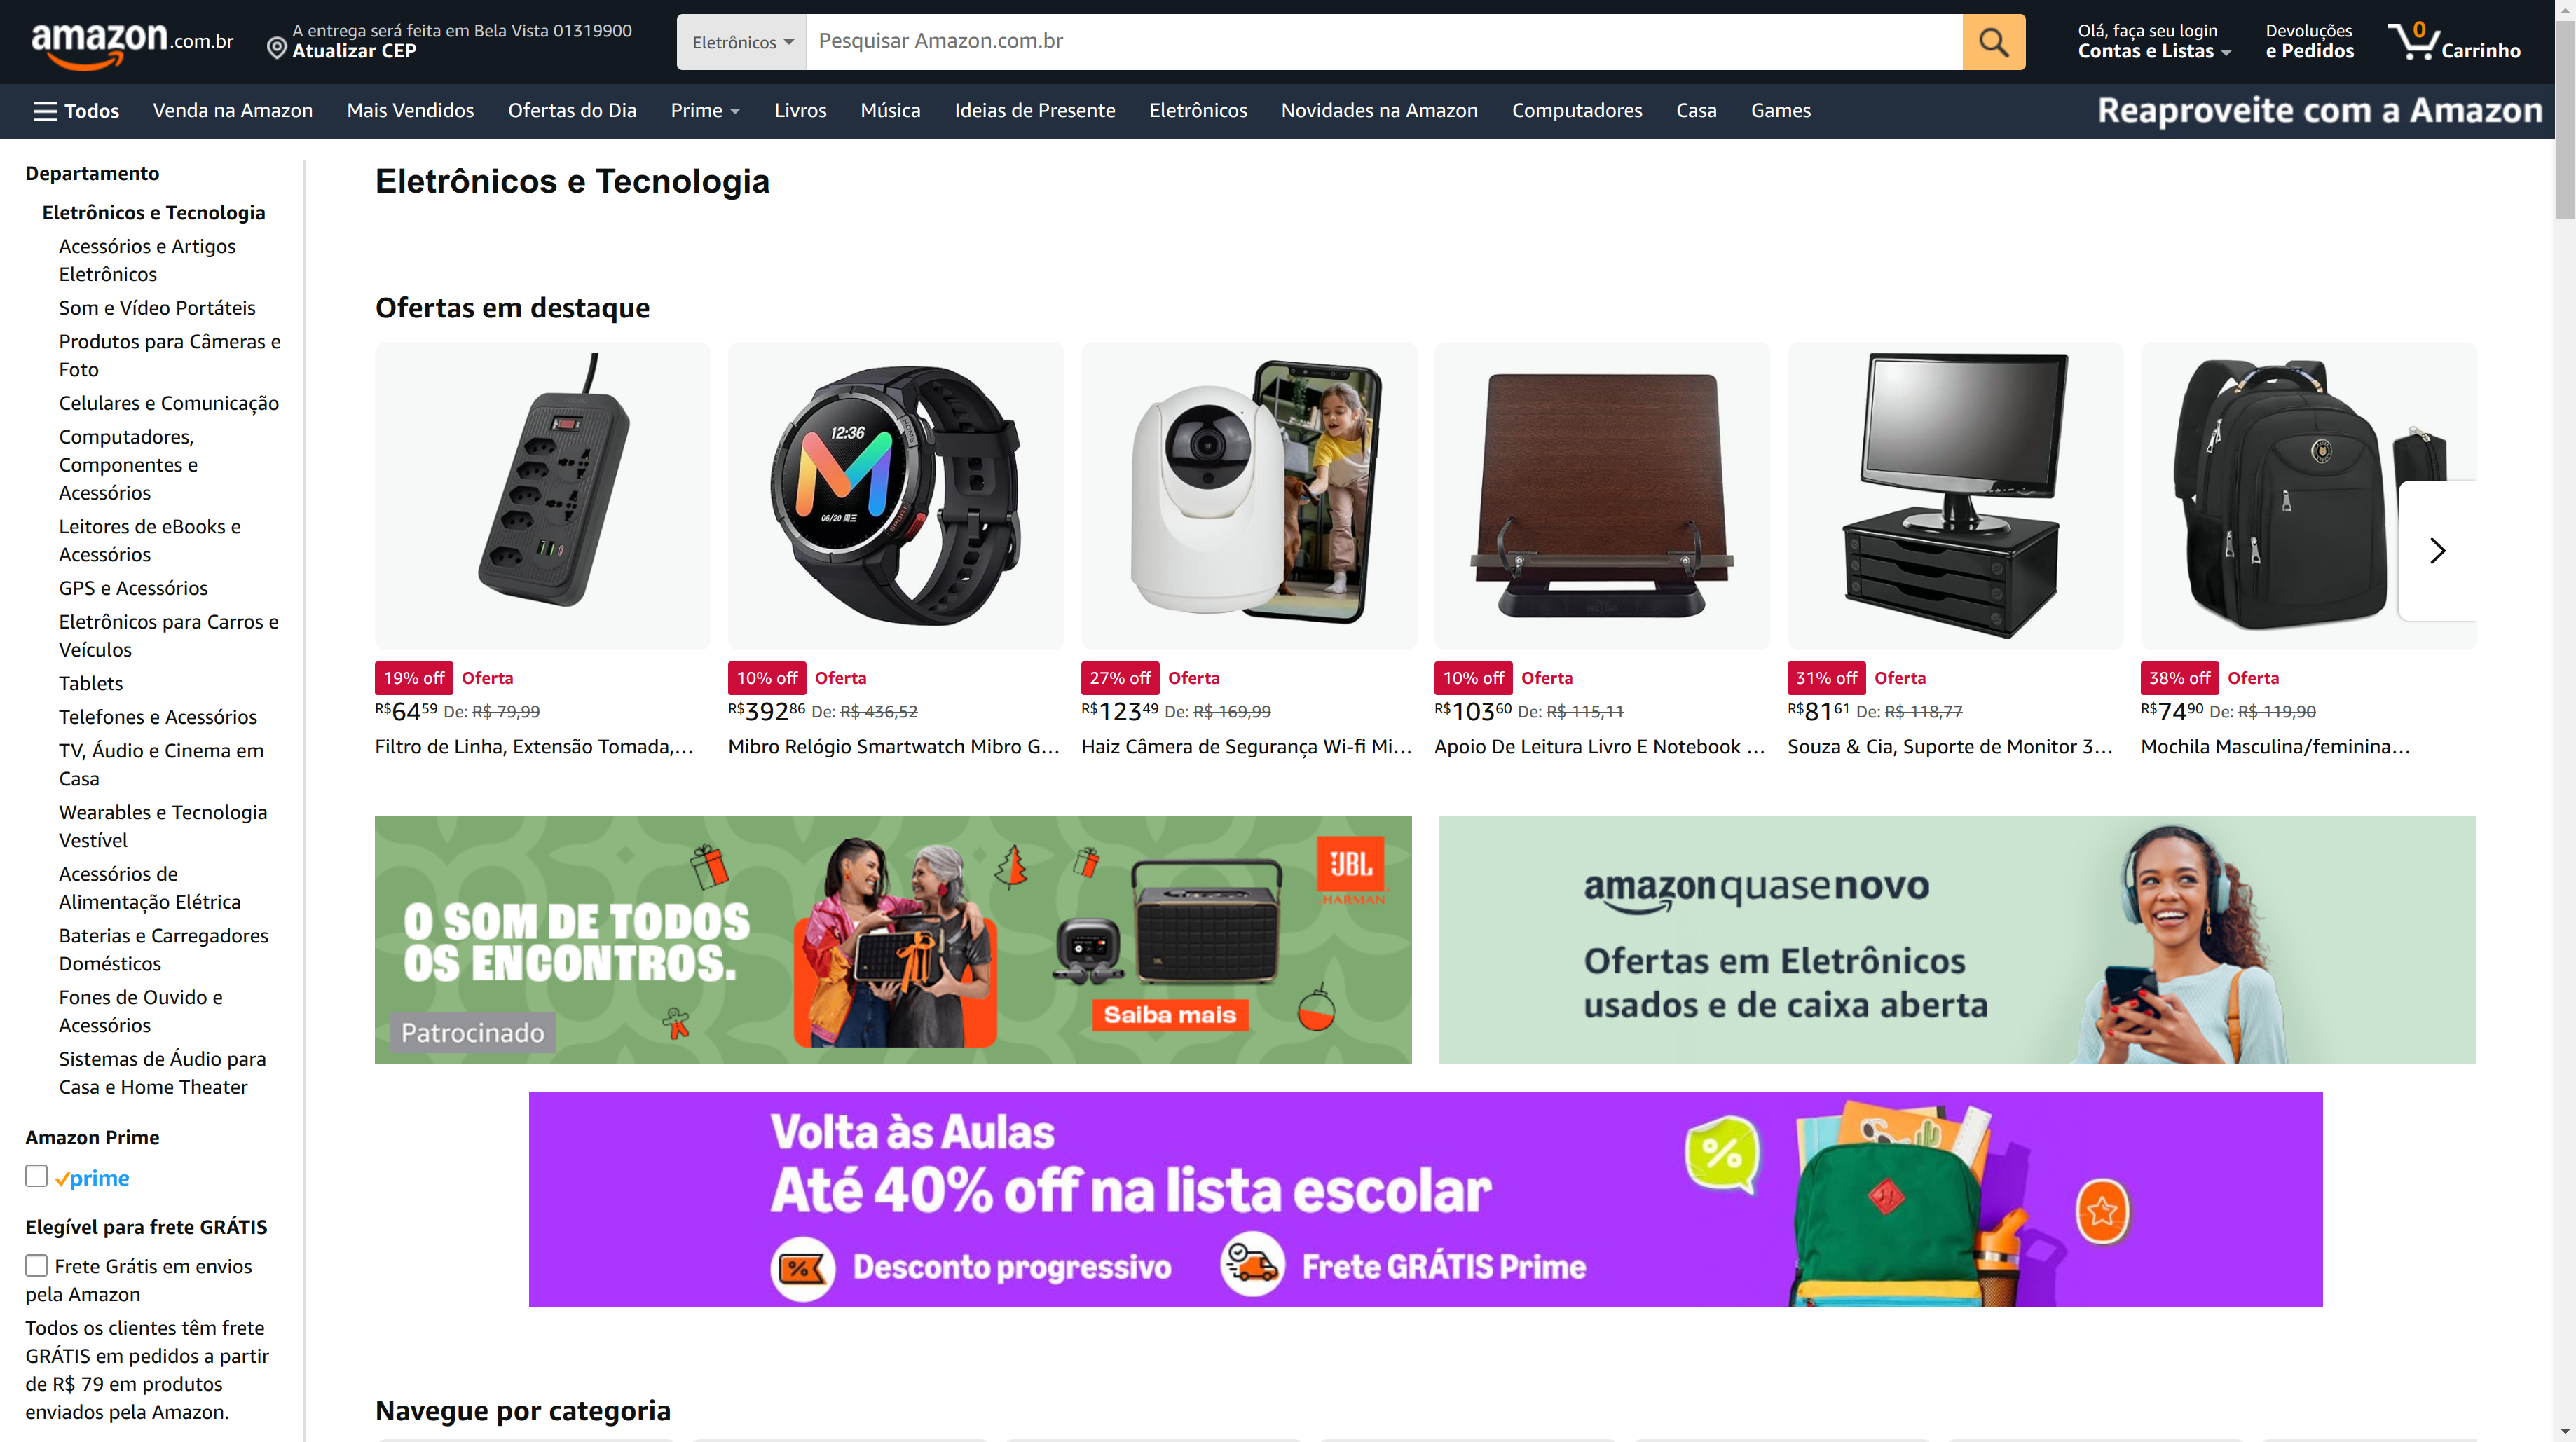 amazon.com.br
A entrega será feita em Bela Vista 01319900
Atualizar CEP
Eletrônicos
Pesquisar Amazon.com.br
Olá, faça seu login
Contas e Listas
Devoluções
e Pedidos
0
Carrinho
Todos
Venda na Amazon
Mais Vendidos
Ofertas do Dia
Prime
Livros
Música
Ideias de Presente
Eletrônicos
Novidades na Amazon
Computadores
Casa
Games
Reaproveite com a Amazon
Departamento
Eletrônicos e Tecnologia
Acessórios e Artigos
Eletrônicos
Som e Vídeo Portáteis
Produtos para Câmeras e
Foto
Celulares e Comunicação
Computadores,
Componentes e
Acessórios
Leitores de eBooks e
Acessórios
GPS e Acessórios
Eletrônicos para Carros e
Veículos
Tablets
Telefones e Acessórios
TV, Áudio e Cinema em
Casa
Wearables e Tecnologia
Vestível
Acessórios de
Alimentação Elétrica
Baterias e Carregadores
Domésticos
Fones de Ouvido e
Acessórios
Sistemas de Áudio para
Casa e Home Theater
Amazon Prime
prime
Elegível para frete GRÁTIS
Frete Grátis em envios
pela Amazon
Todos os clientes têm frete
GRÁTIS em pedidos a partir
de R$ 79 em produtos
enviados pela Amazon.
Eletrônicos e Tecnologia
Ofertas em destaque
12:36
06/20 周三
19% off Oferta
R$6459 De: R$ 79,99
Filtro de Linha, Extensão Tomada,…
10% off Oferta
R$39286 De: R$ 436,52
Mibro Relógio Smartwatch Mibro G…
27% off Oferta
R$12349 De: R$ 169,99
Haiz Câmera de Segurança Wi-fi Mi…
10% off Oferta
R$10360 De: R$ 115,11
Apoio De Leitura Livro E Notebook …
31% off Oferta
R$8161 De: R$ 118,77
Souza & Cia, Suporte de Monitor 3…
38% off Oferta
R$7490 De: R$ 119,90
Mochila Masculina/feminina…
O SOM DE TODOS
OS ENCONTROS.
Patrocinado
JBL
HARMAN
Saiba mais
amazon quase novo
Ofertas em Eletrônicos
usados e de caixa aberta
Volta às Aulas
Até 40% off na lista escolar
%
Desconto progressivo
Frete GRÁTIS Prime
%
Navegue por categoria